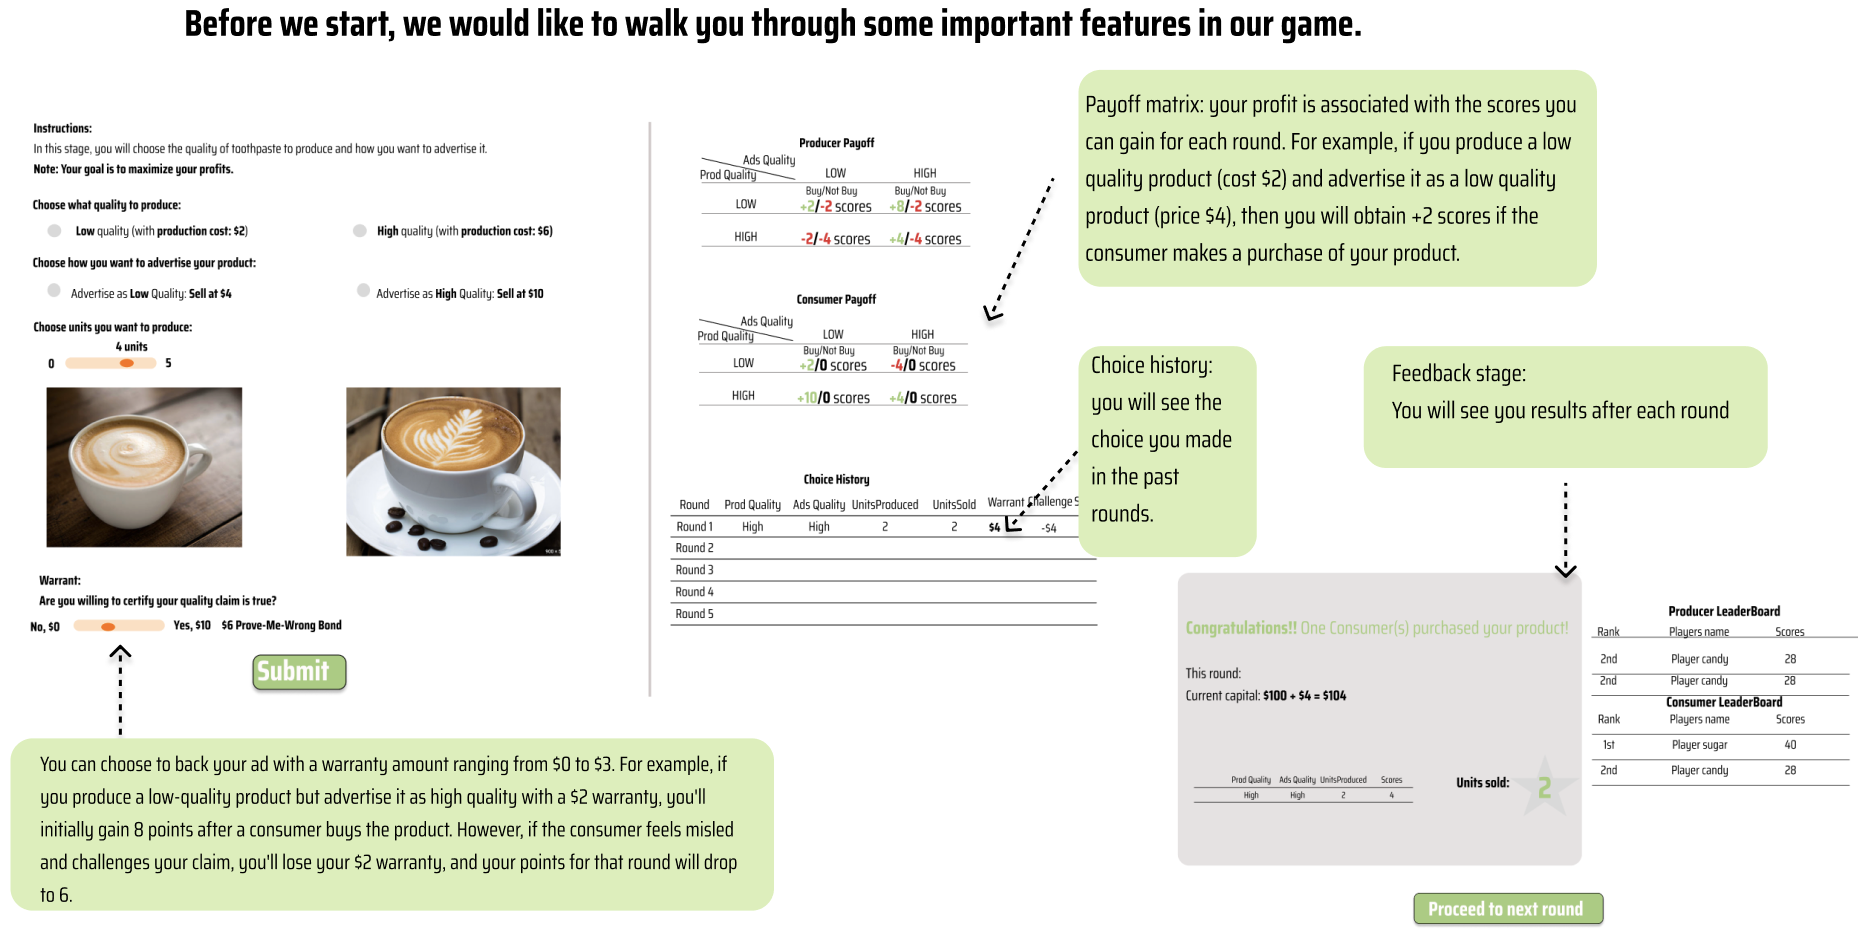 Before we start, we would like to walk you through some important features in our game.
Instructions:
In this stage, you will choose the quality of toothpaste to produce and how you want to advertise it.
Note: Your goal is to maximize your profits.
Choose what quality to produce:
Low quality (with production cost: $2) High quality (with production cost: $6)
Choose how you want to advertise your product:
Advertise as Low Quality: Sell at $4 Advertise as High Quality: Sell at $10
Choose units you want to produce:
4 units
0 5
Warrant:
Are you willing to certify your quality claim is true?
No, $0 Yes, $10 $6 Prove-Me-Wrong Bond
Submit
You can choose to back your ad with a warranty amount ranging from $0 to $3. For example, if
you produce a low-quality product but advertise it as high quality with a $2 warranty, you'll
initially gain 8 points after a consumer buys the product. However, if the consumer feels misled
and challenges your claim, you'll lose your $2 warranty, and your points for that round will drop
to 6.
Producer Payoff
Ads Quality
Prod Quality LOW HIGH
Buy/Not Buy Buy/Not Buy
LOW +2/-2 scores +8/-2 scores
HIGH -2/-4 scores +4/-4 scores
Consumer Payoff
Ads Quality
Prod Quality LOW HIGH
Buy/Not Buy Buy/Not Buy
LOW +2/0 scores -4/0 scores
HIGH +10/0 scores +4/0 scores
Choice History
Round Prod Quality Ads Quality UnitsProduced UnitsSold Warrant Challenge S
Round 1 High High 2 2 $4 -$4
Round 2
Round 3
Round 4
Round 5
Payoff matrix: your profit is associated with the scores you
can gain for each round. For example, if you produce a low
quality product (cost $2) and advertise it as a low quality
product (price $4), then you will obtain +2 scores if the
consumer makes a purchase of your product.
Choice history:
you will see the
choice you made
in the past
rounds.
Feedback stage:
You will see you results after each round
Congratulations!! One Consumer(s) purchased your product!
This round:
Current capital: $100 + $4 = $104
Prod Quality Ads Quality UnitsProduced Scores
High High 2 4
Units sold: 2
Producer LeaderBoard
Rank Players name Scores
2nd Player candy 28
2nd Player candy 28
Consumer LeaderBoard
Rank Players name Scores
1st Player sugar 40
2nd Player candy 28
Proceed to next round